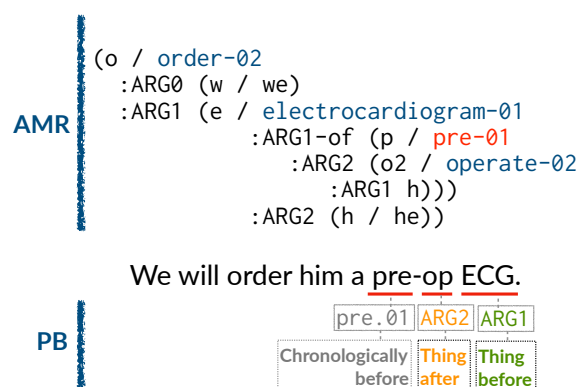 (o / order-02
:ARG0 (w / we)
:ARG1 (e / electrocardiogram-01
AMR
:ARG1-of (p / pre-01
:ARG2 (o2 / operate-02
:ARG1 h)))
:ARG2 (h / he))
We will order him a pre-op ECG.
pre.01 ARG2 ARG1
PB
Chronologically Thing Thing
before after before